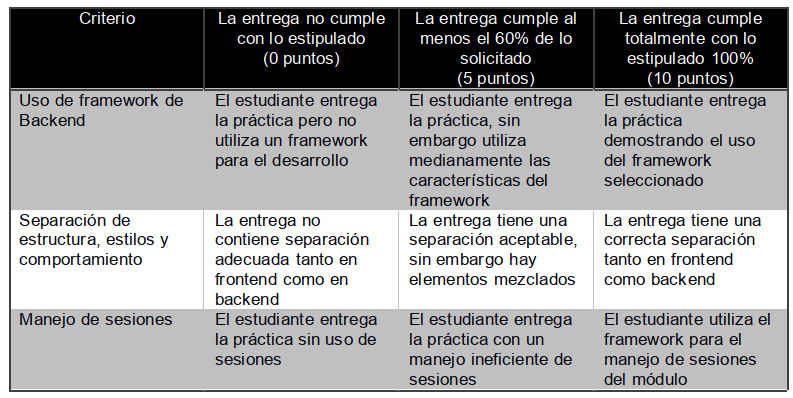 Criterio
La entrega no cumple
con lo estipulado
(0 puntos)
La entrega cumple al
menos el 60% de lo
solicitado
(5 puntos)
La entrega cumple
totalmente con lo
estipulado 100%
(10 puntos)
Uso de framework de
Backend
El estudiante entrega
la práctica pero no
utiliza un framework
para el desarrollo
El estudiante entrega
la práctica, sin
embargo utiliza
medianamente las
características del
framework
El estudiante entrega
la práctica
demostrando el uso
del framework
seleccionado
Separación de
estructura, estilos y
comportamiento
La entrega no
contiene separación
adecuada tanto en
frontend como en
backend
La entrega tiene una
separación aceptable,
sin embargo hay
elementos mezclados
La entrega tiene una
correcta separación
tanto en frontend
como backend
Manejo de sesiones
El estudiante entrega
la práctica sin uso de
sesiones
El estudiante entrega
la práctica con un
manejo ineficiente de
sesiones
El estudiante utiliza el
framework para el
manejo de sesiones
del módulo